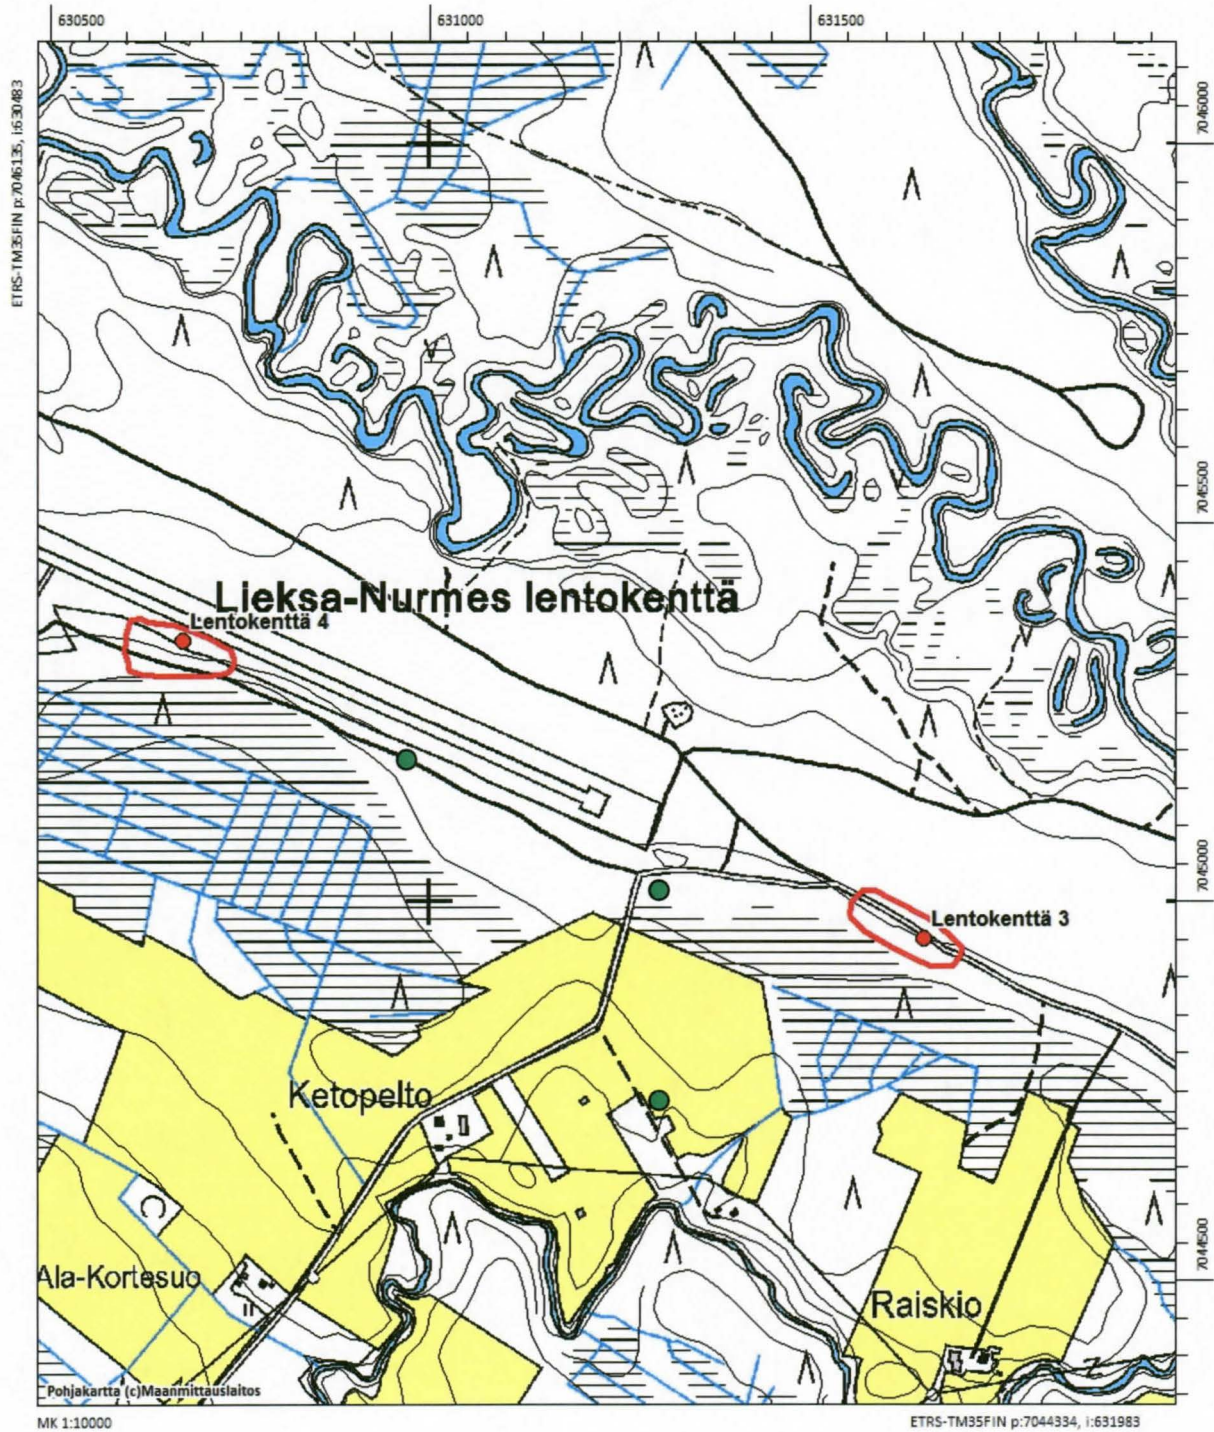 630500
631000
631500
ETRS-TM35FIN p:7046135, i:630483
7046000
7045500
Lieksa-Nurmes lentokenttä
Lentokenttä 4
7045000
Lentokenttä 3
Ketopelto
7044500
Ala-Kortesuo
Raiskio
Pohjakartta (c)Maanmittauslaitos
MK 1:10000
ETRS-TM35FIN p:7044334, i:631983